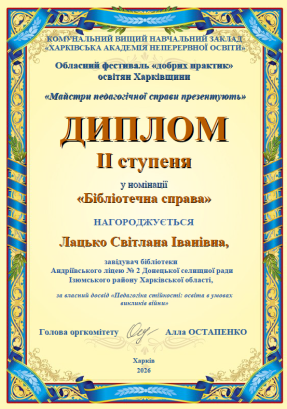 КОМУНАЛЬНИЙ ВИЩИЙ НАВЧАЛЬНИЙ ЗАКЛАД
«ХАРКІВСЬКА АКАДЕМІЯ НЕПЕРЕРВНОЇ ОСВІТИ»
Обласний фестиваль «добрих практик»
освітян Харківщини
«Майстри педагогічної справи презентують»
ДИПЛОМ
ІІ ступеня
у номінації
«Бібліотечна справа»
НАГОРОДЖУЄТЬСЯ
Лацько Світлана Іванівна,
завідувач бібліотеки
Андріївського ліцею № 2 Донецької селищної ради
Ізюмського району Харківської області,
за власний досвід «Педагогіка стійкості: освіта в умовах
викликів війни»
Голова оргкомітету Алла ОСТАПЕНКО
Харків
2026